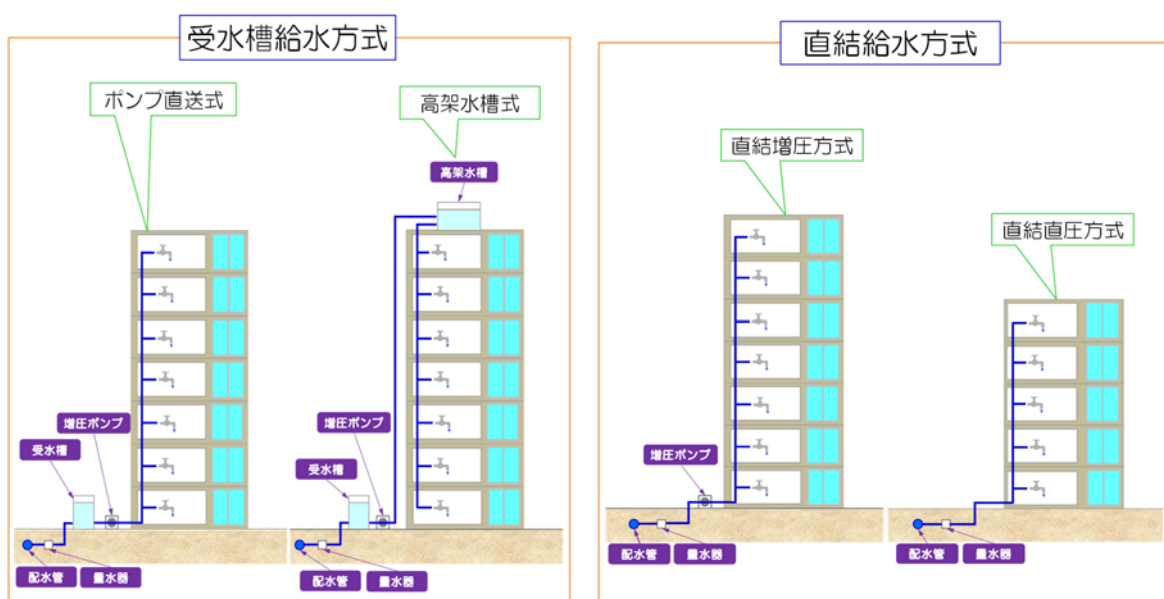 受水槽給水方式
ポンプ直送式
高架水槽式
高架水槽
増圧ポンプ
受水槽
配水管
量水器
増圧ポンプ
受水槽
配水管
量水器
直結給水方式
直結増圧方式
直結直圧方式
増圧ポンプ
配水管
量水器
配水管
量水器